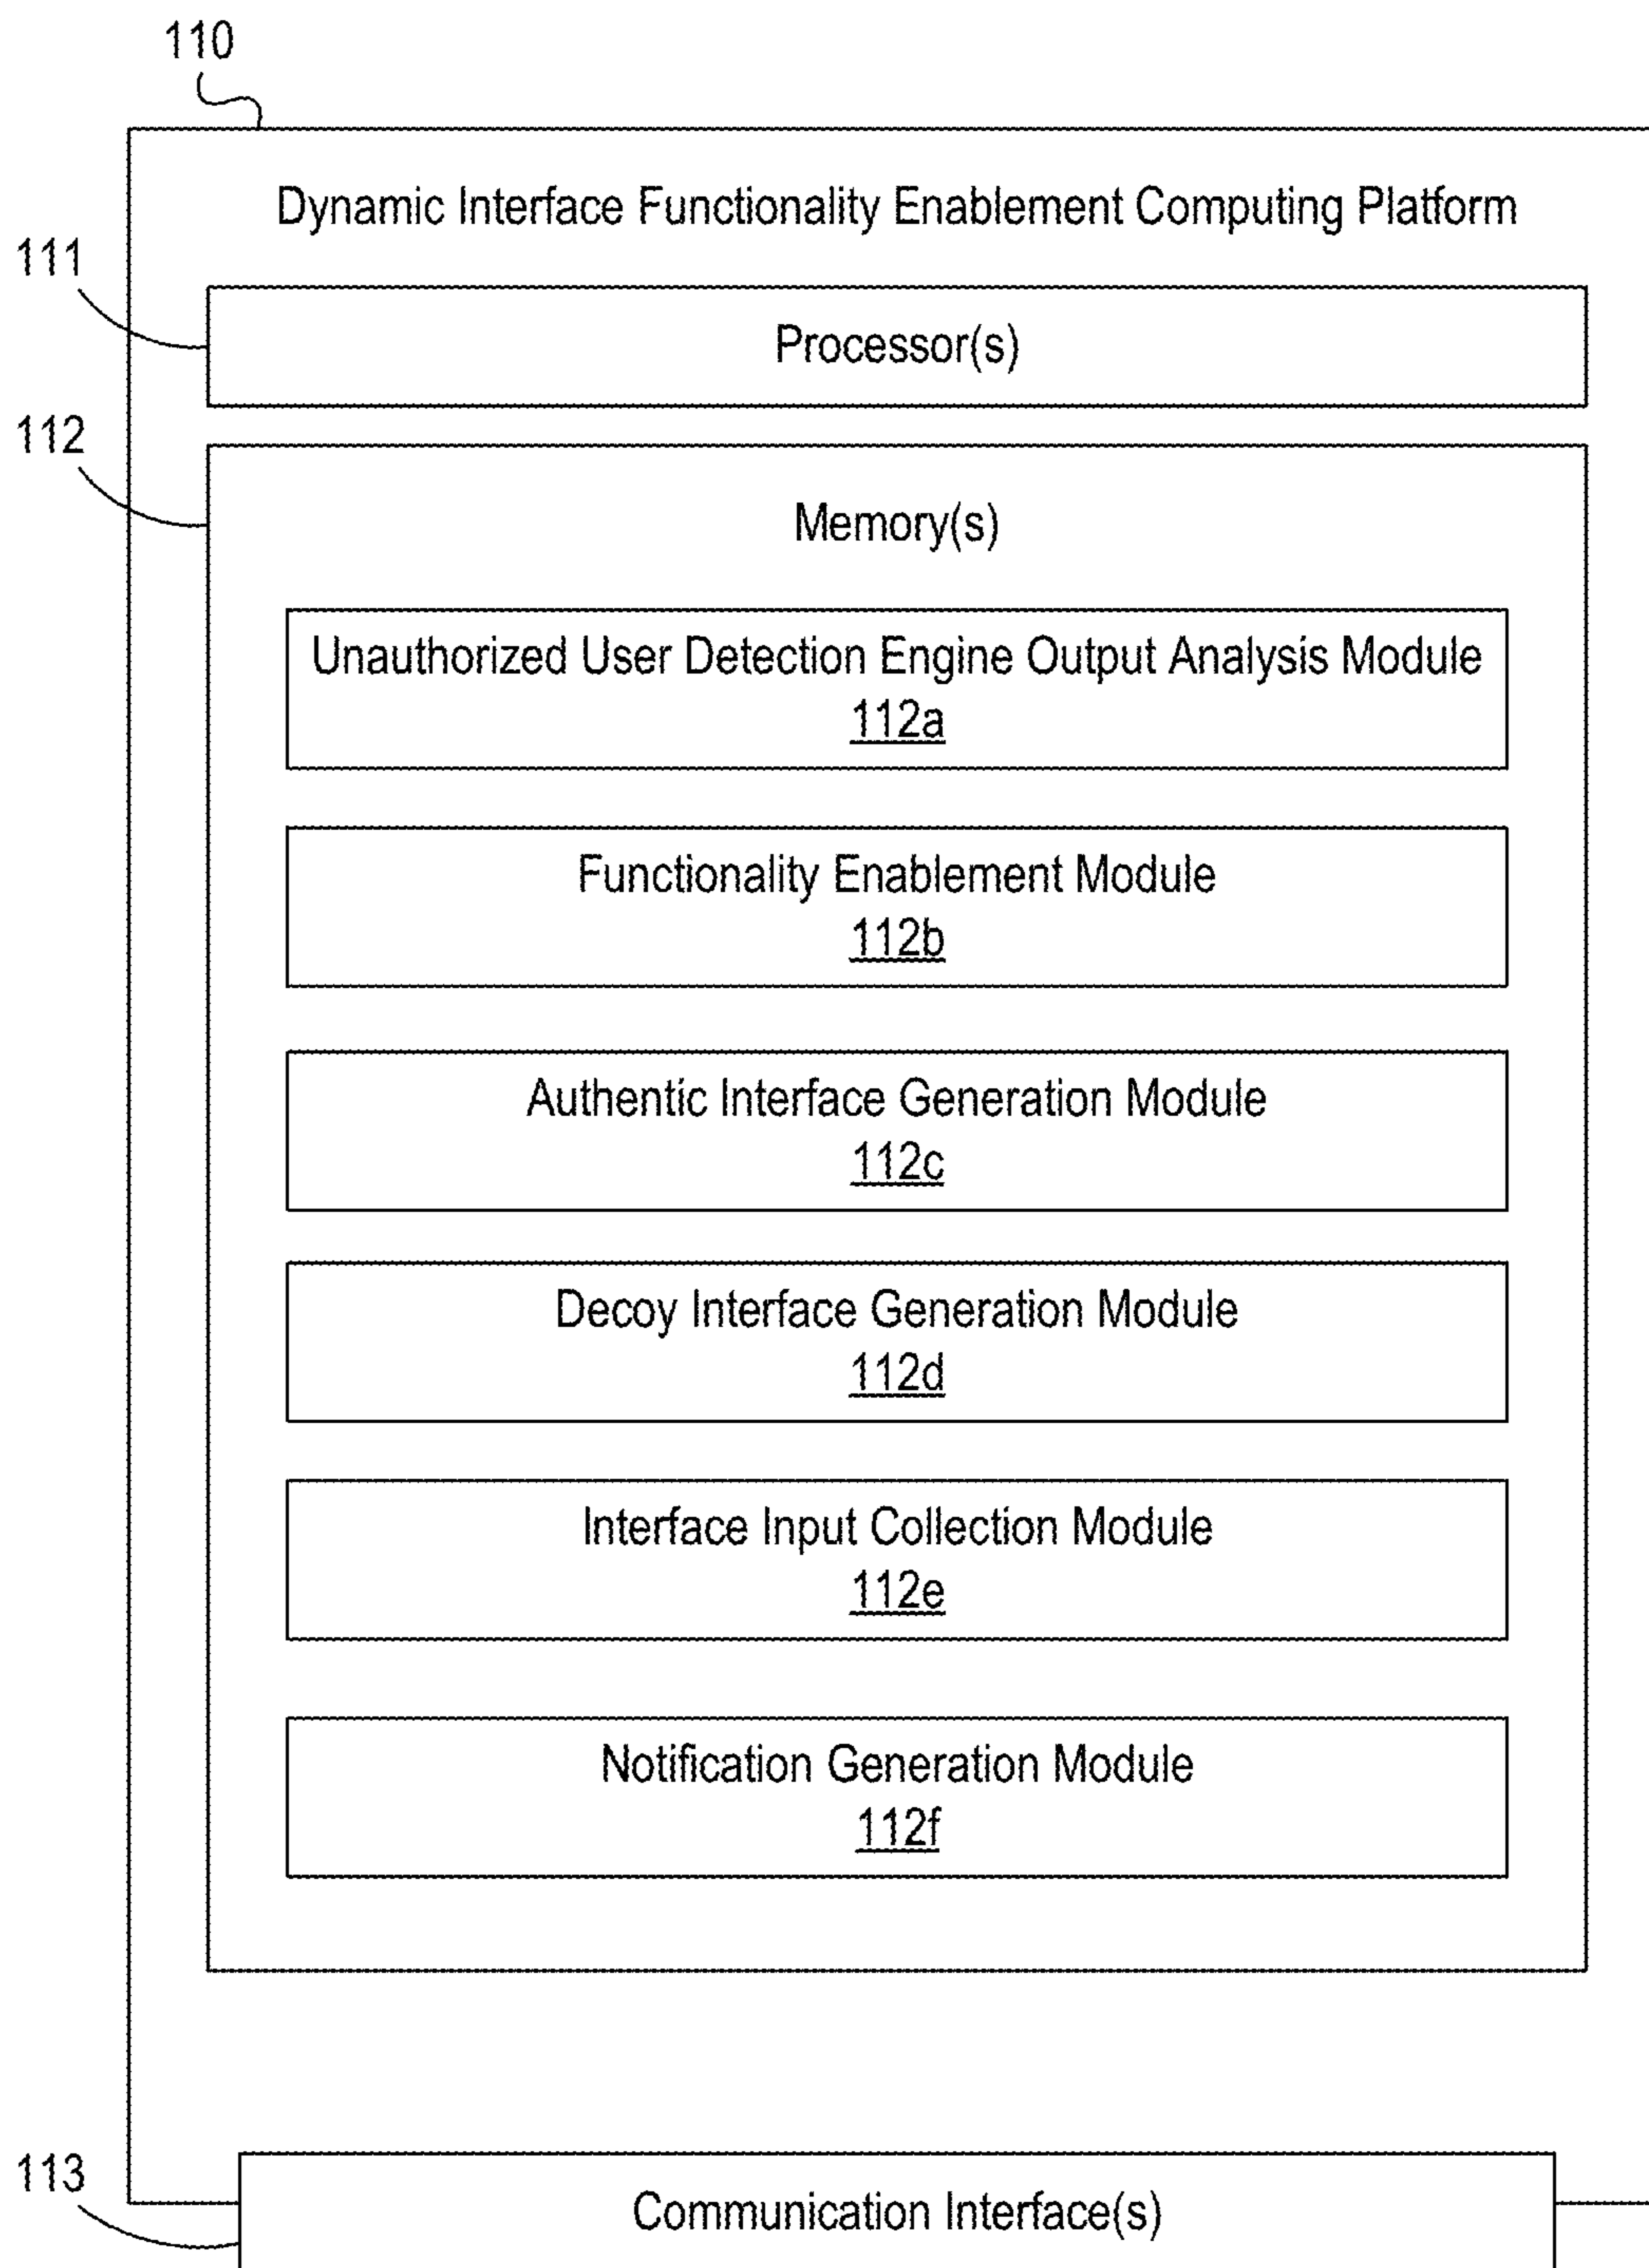 110
Dynamic Interface Functionality Enablement Computing Platform
111
Processor(s)
112
Memory(s)
Unauthorized User Detection Engine Output Analysis Module
112a
Functionality Enablement Module
112b
Authentic Interface Generation Module
112c
Decoy Interface Generation Module
112d
Interface Input Collection Module
112e
Notification Generation Module
112f
113
Communication Interface(s)